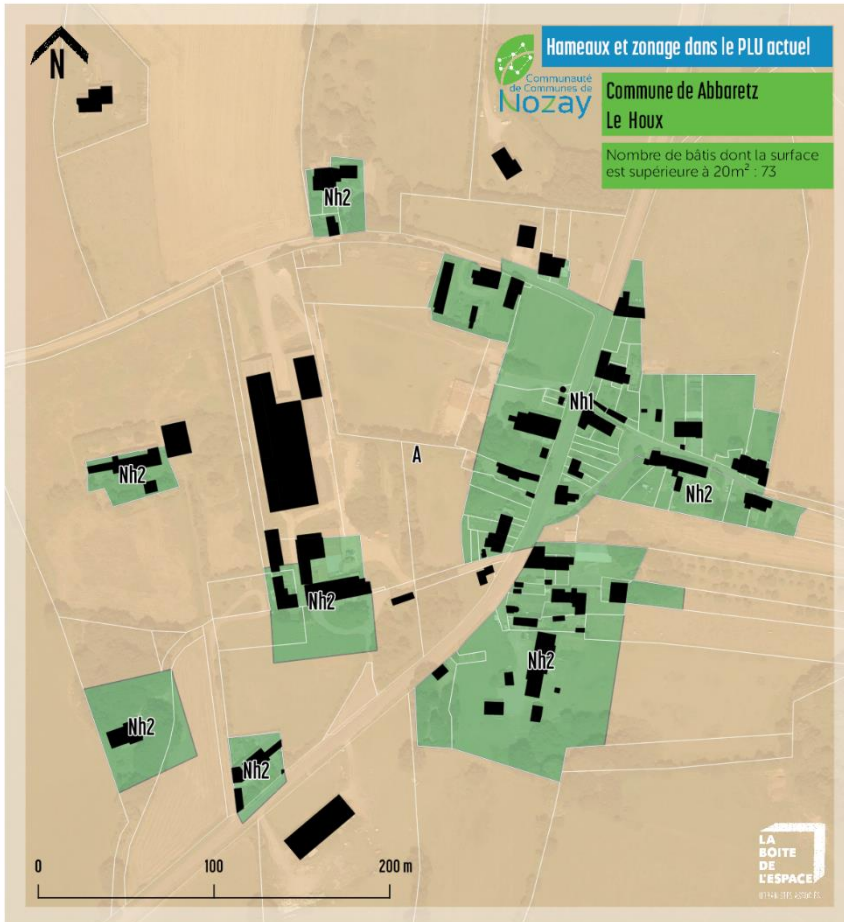 N
Hameaux et zonage dans le PLU actuel
Communauté
de Communes de
Nozay
Commune de Abbaretz
Le Houx
Nombre de bâtis dont la surface
est supérieure à 20m² : 73
Nh2
Nh1
A
Nh2
Nh2
Nh2
Nh2
Nh2
Nh2
0 100 200 m
LA
BOITE
DE
L'ESPACE